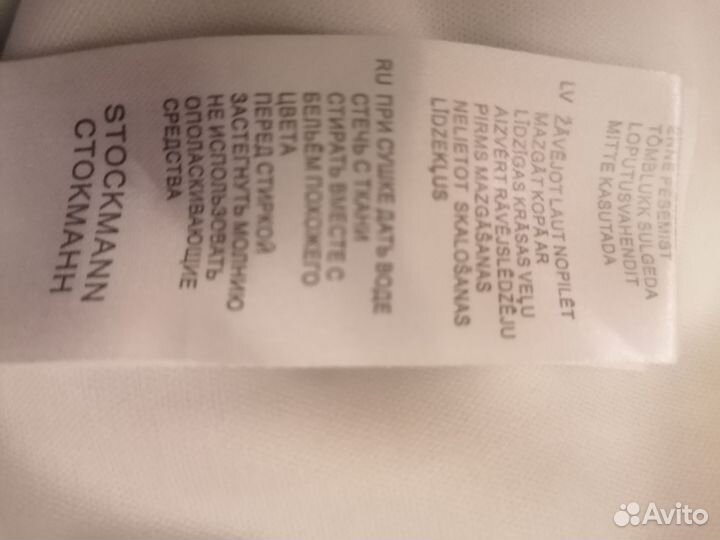 ENNE PESEMIST
TÕMBLUKK SULGEDA
LOPUTUSVAHENDIT
MITTE KASUTADA
LV ŽĀVĒJOT ĻAUT NOPILĒT
MAZGĀT KOPĀ AR
LĪDZĪGAS KRĀSAS VEĻU
AIZVĒRT RĀVĒJSLĒDZĒJU
PIRMS MAZGĀŠANAS
NELIETOT SKALOŠANAS
LĪDZEKĻUS
RU ПРИ СУШКЕ ДАТЬ ВОДЕ
СТЕЧЬ С ТКАНИ
СТИРАТЬ ВМЕСТЕ С
БЕЛЬЁМ ПОХОЖЕГО
ЦВЕТА
ПЕРЕД СТИРКОЙ
ЗАСТЕГНУТЬ МОЛНИЮ
НЕ ИСПОЛЬЗОВАТЬ
ОПОЛАСКИВАЮЩИЕ
СРЕДСТВА
STOCKMANN
СТОКМАНН
Avito